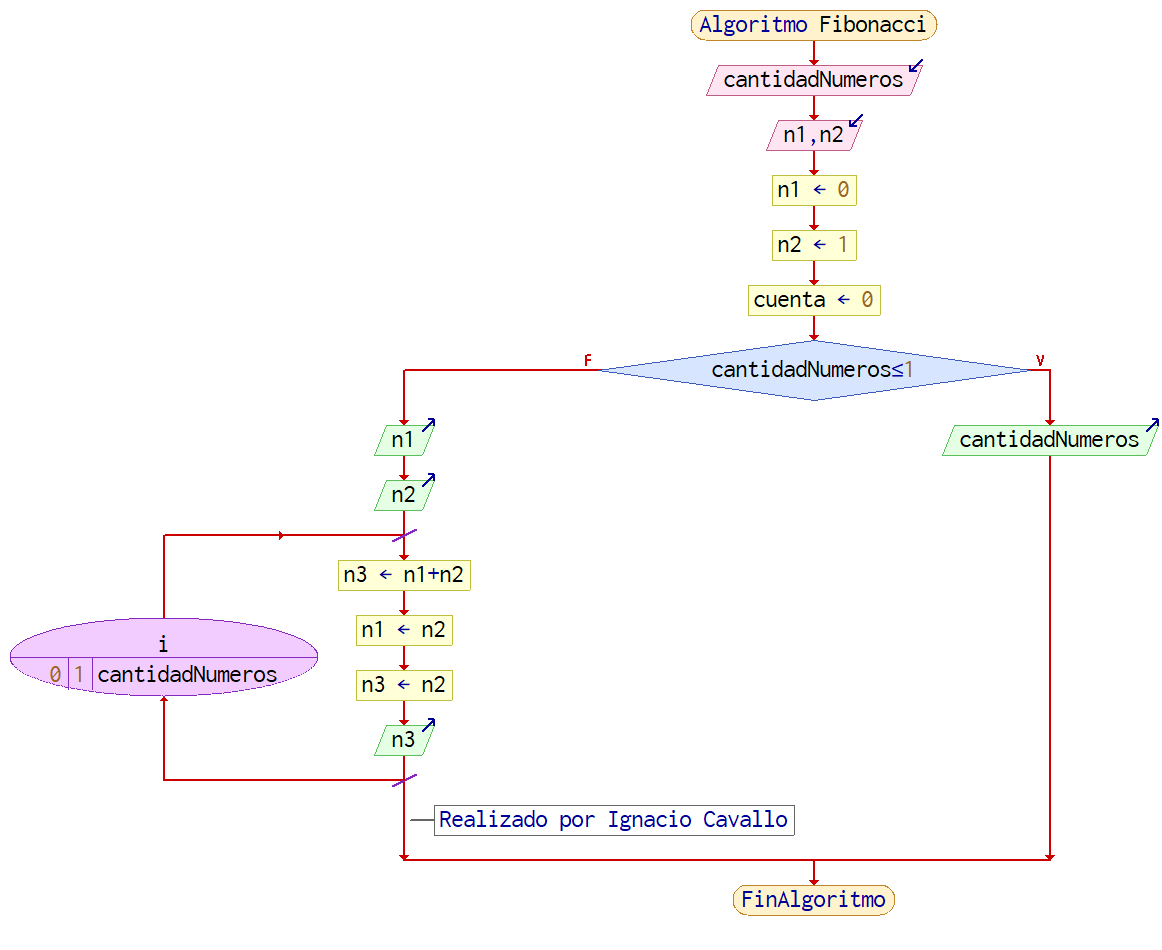 Algoritmo Fibonacci
cantidadNumeros
n1,n2
n1 ← 0
n2 ← 1
cuenta ← 0
cantidadNumeros≤1
F
V
n1
cantidadNumeros
n2
n3 ← n1+n2
n1 ← n2
i
0 1 cantidadNumeros
n3 ← n2
n3
Realizado por Ignacio Cavallo
FinAlgoritmo